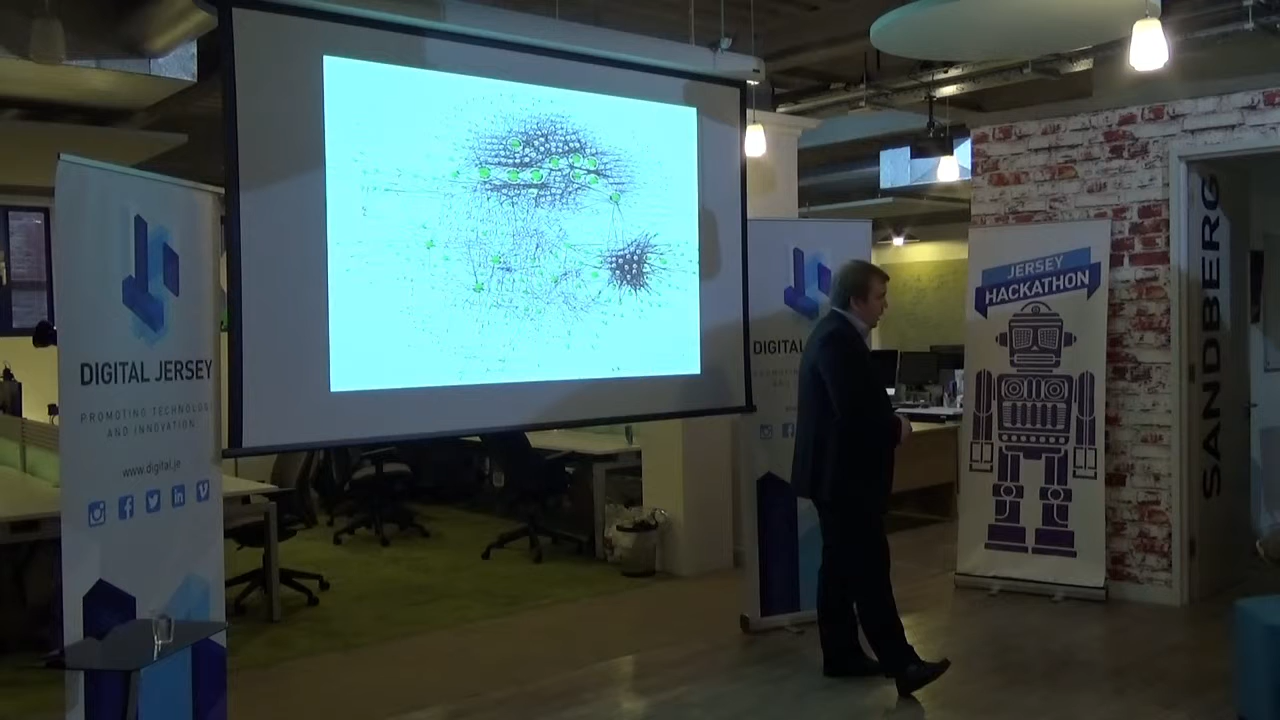 DIGITAL JERSEY
PROMOTING TECHNOLOGY
AND INNOVATION
www.digital.je
DIGITAL
JERSEY
HACKATHON
SANDBERG